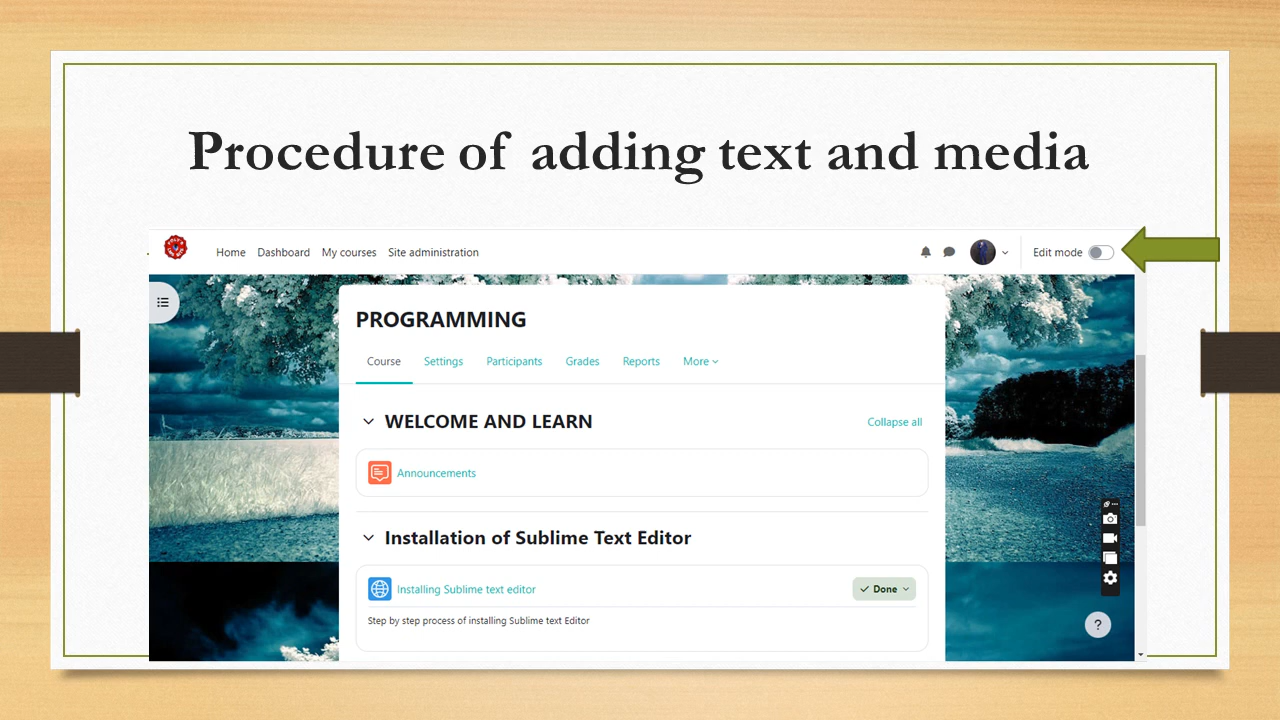 Procedure of adding text and media
Home Dashboard My courses Site administration
Edit mode
PROGRAMMING
Course Settings Participants Grades Reports More
WELCOME AND LEARN
Collapse all
Announcements
Installation of Sublime Text Editor
Installing Sublime text editor
Done
Step by step process of installing Sublime text Editor
?